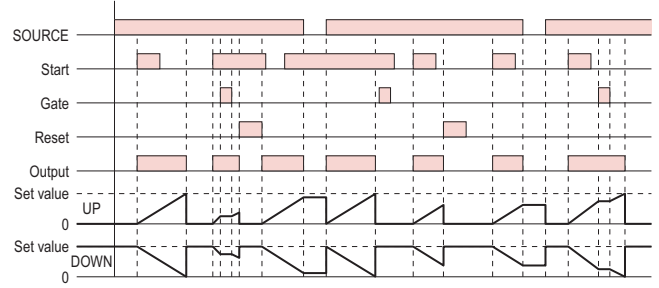 SOURCE
Start
Gate
Reset
Output
Set value
UP
0
Set value
DOWN
0